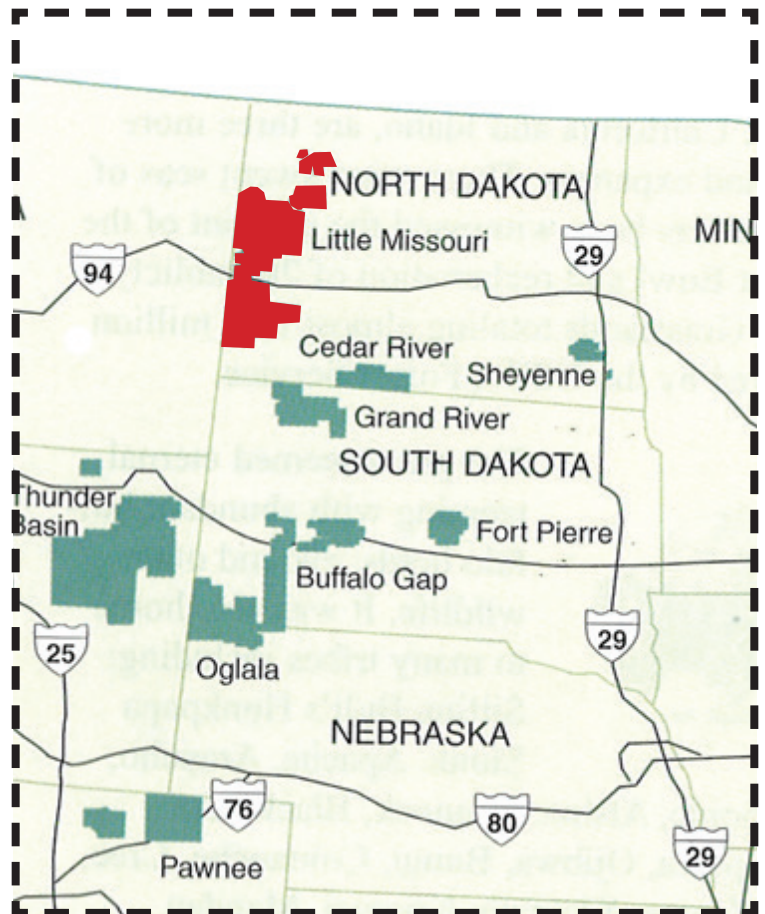 NORTH DAKOTA
Little Missouri
MIN
29
94
Cedar River
Sheyenne
Grand River
SOUTH DAKOTA
Thunder
Basin
Fort Pierre
Buffalo Gap
29
25
Oglala
NEBRASKA
76
80
29
Pawnee